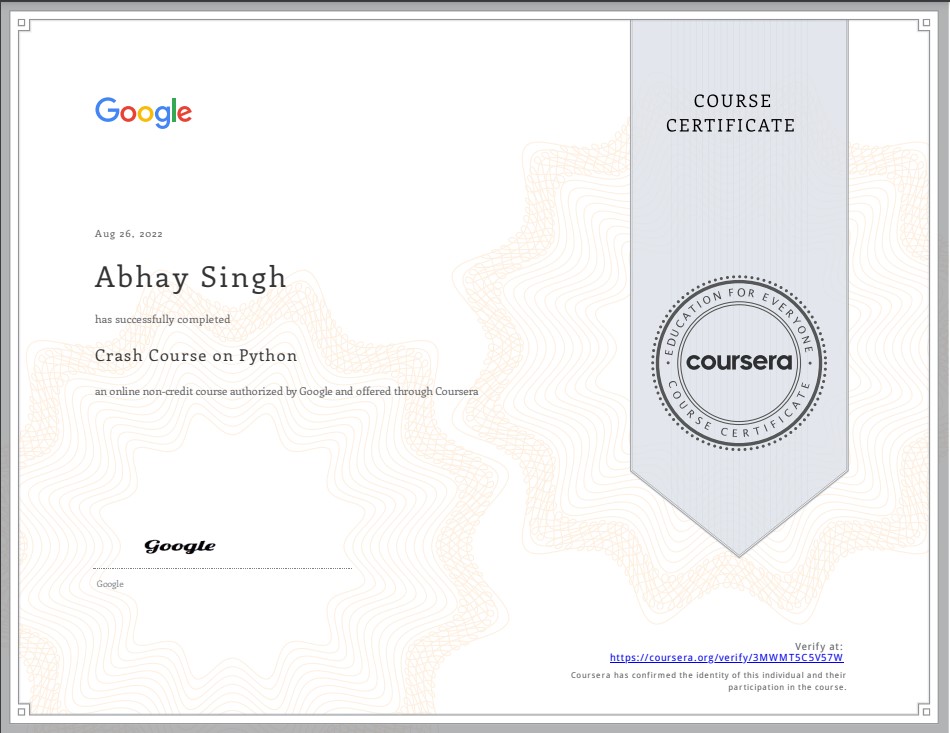 Google
COURSE
CERTIFICATE
Aug 26, 2022
Abhay Singh
has successfully completed
Crash Course on Python
an online non-credit course authorized by Google and offered through Coursera
EDUCATION FOR EVERYONE
coursera
COURSE CERTIFICATE
Google
Google
Verify at:
https://coursera.org/verify/3MWMT5C5V57W
Coursera has confirmed the identity of this individual and their
participation in the course.